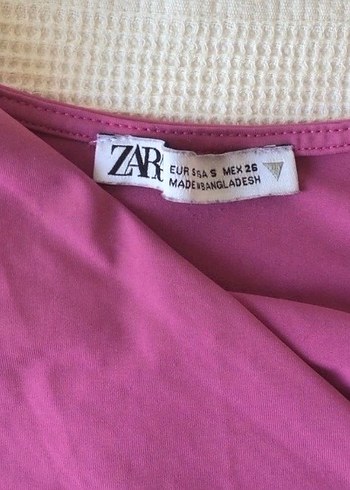 ZAR
EUR S USA S MEX 26
MADE IN BANGLADESH